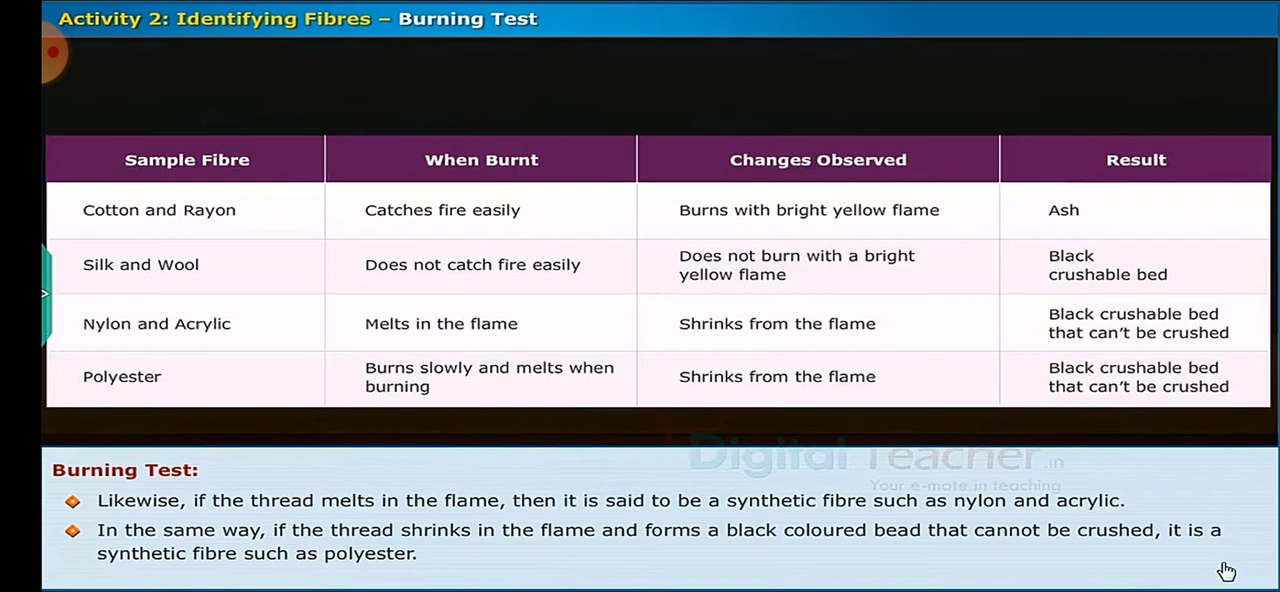 Activity 2: Identifying Fibres – Burning Test
Sample Fibre When Burnt Changes Observed Result
Cotton and Rayon Catches fire easily Burns with bright yellow flame Ash
Silk and Wool Does not catch fire easily Does not burn with a bright
yellow flame Black
crushable bed
Nylon and Acrylic Melts in the flame Shrinks from the flame Black crushable bed
that can't be crushed
Polyester Burns slowly and melts when
burning Shrinks from the flame Black crushable bed
that can't be crushed
Digital Teacher.in
Your e-mate in teaching
Burning Test:
Likewise, if the thread melts in the flame, then it is said to be a synthetic fibre such as nylon and acrylic.
In the same way, if the thread shrinks in the flame and forms a black coloured bead that cannot be crushed, it is a
synthetic fibre such as polyester.